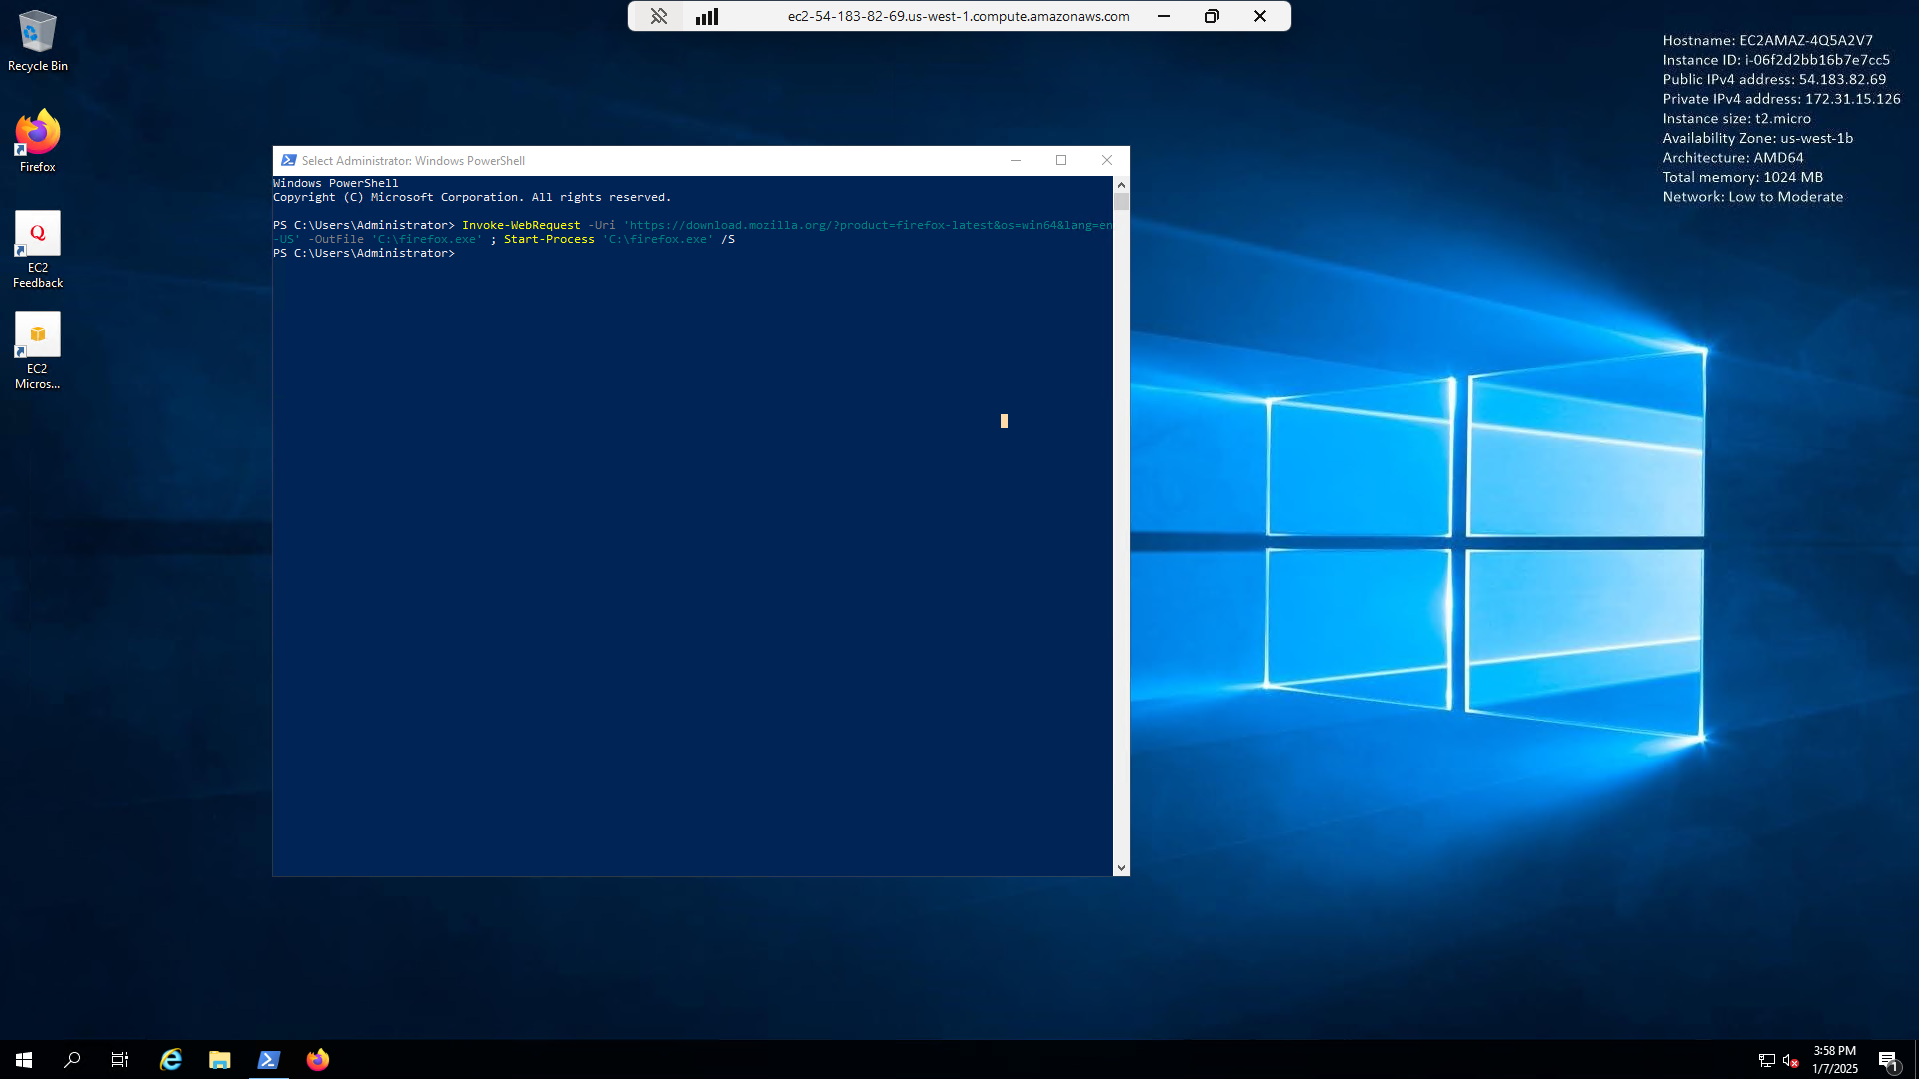 ec2-54-183-82-69.us-west-1.compute.amazonaws.com
Recycle Bin
Firefox
Q
EC2
Feedback
EC2
Micros...
Hostname: EC2AMAZ-4Q5A2V7
Instance ID: i-06f2d2bb16b7e7cc5
Public IPv4 address: 54.183.82.69
Private IPv4 address: 172.31.15.126
Instance size: t2.micro
Availability Zone: us-west-1b
Architecture: AMD64
Total memory: 1024 MB
Network: Low to Moderate
Select Administrator: Windows PowerShell
Windows PowerShell
Copyright (C) Microsoft Corporation. All rights reserved.
PS C:\Users\Administrator> Invoke-WebRequest -Uri 'https://download.mozilla.org/?product=firefox-latest&os=win64&lang=en
-US' -OutFile 'C:\firefox.exe' ; Start-Process 'C:\firefox.exe' /S
PS C:\Users\Administrator>
3:58 PM
1/7/2025
1